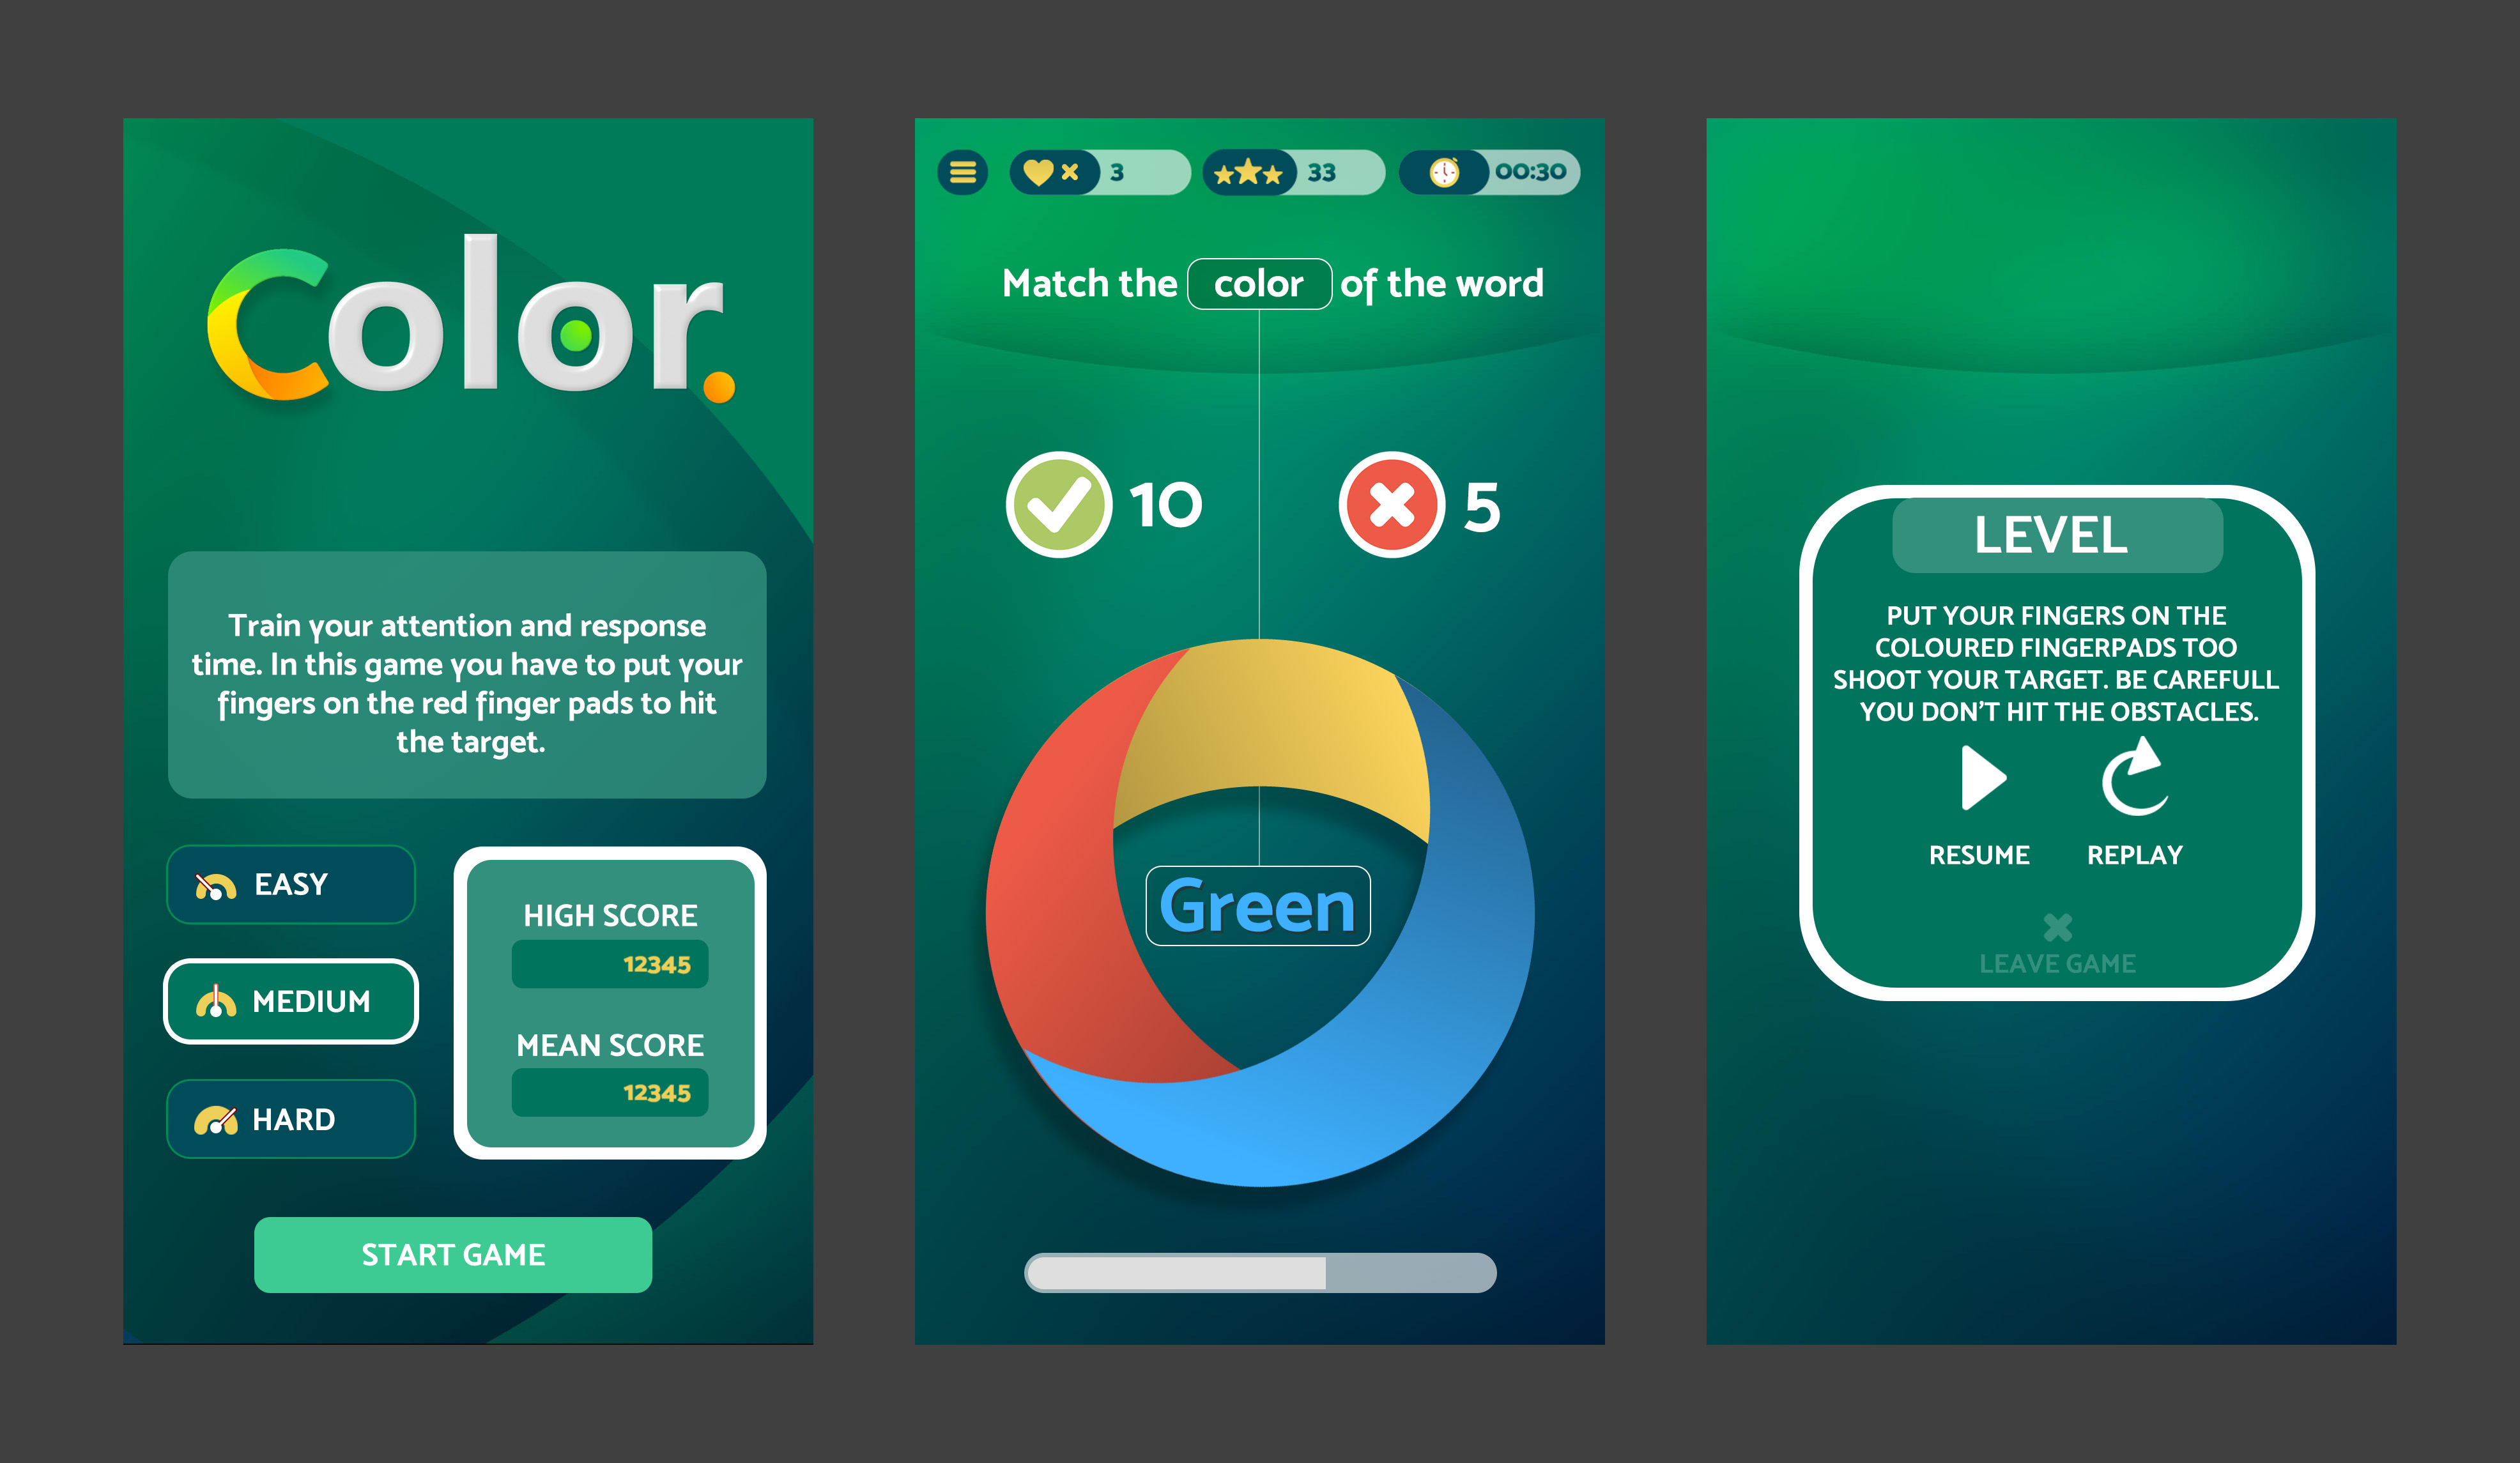 Color.
Train your attention and response
time. In this game you have to put your
fingers on the red finger pads to hit
the target.
EASY
MEDIUM
HARD
HIGH SCORE
12345
MEAN SCORE
12345
START GAME
3
33
00:30
Match the color of the word
10
5
Green
LEVEL
PUT YOUR FINGERS ON THE
COLOURED FINGERPADS TOO
SHOOT YOUR TARGET. BE CAREFULL
YOU DON'T HIT THE OBSTACLES.
RESUME
REPLAY
LEAVE GAME